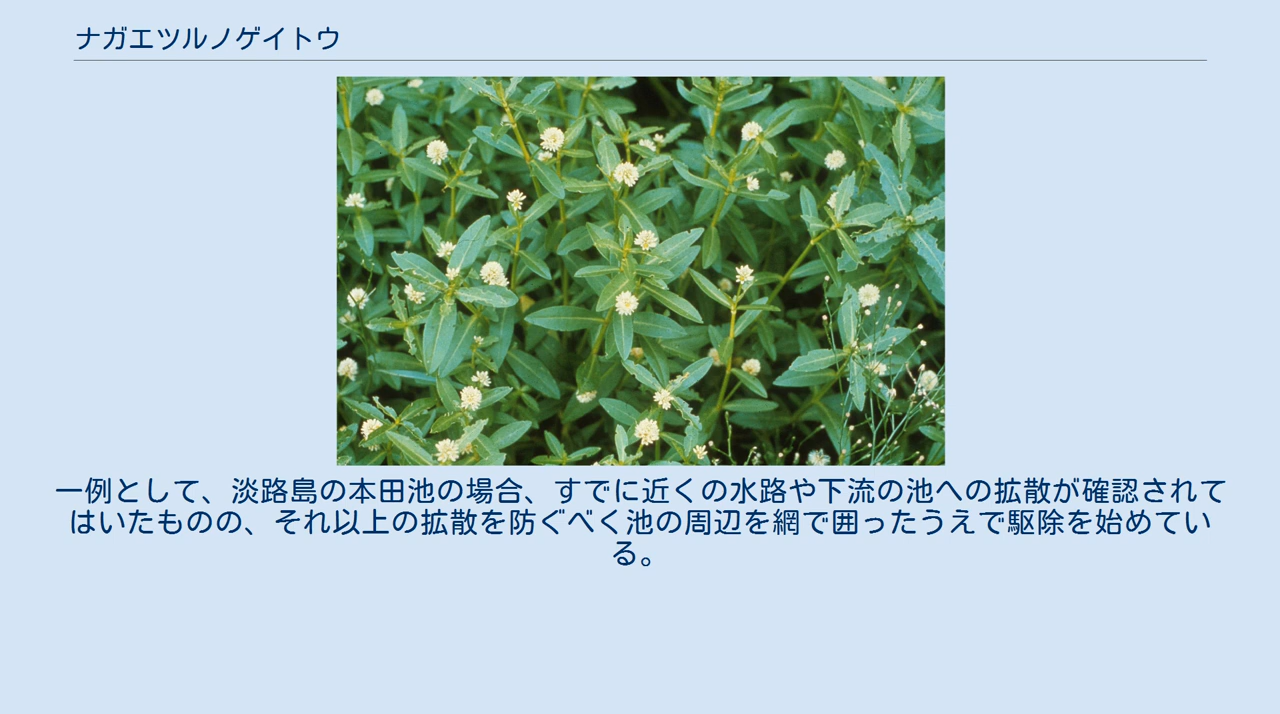 ナガエツルノゲイトウ
一例として、淡路島の本田池の場合、すでに近くの水路や下流の池への拡散が確認されて
はいたものの、それ以上の拡散を防ぐべく池の周辺を網で囲ったうえで駆除を始めてい
る。